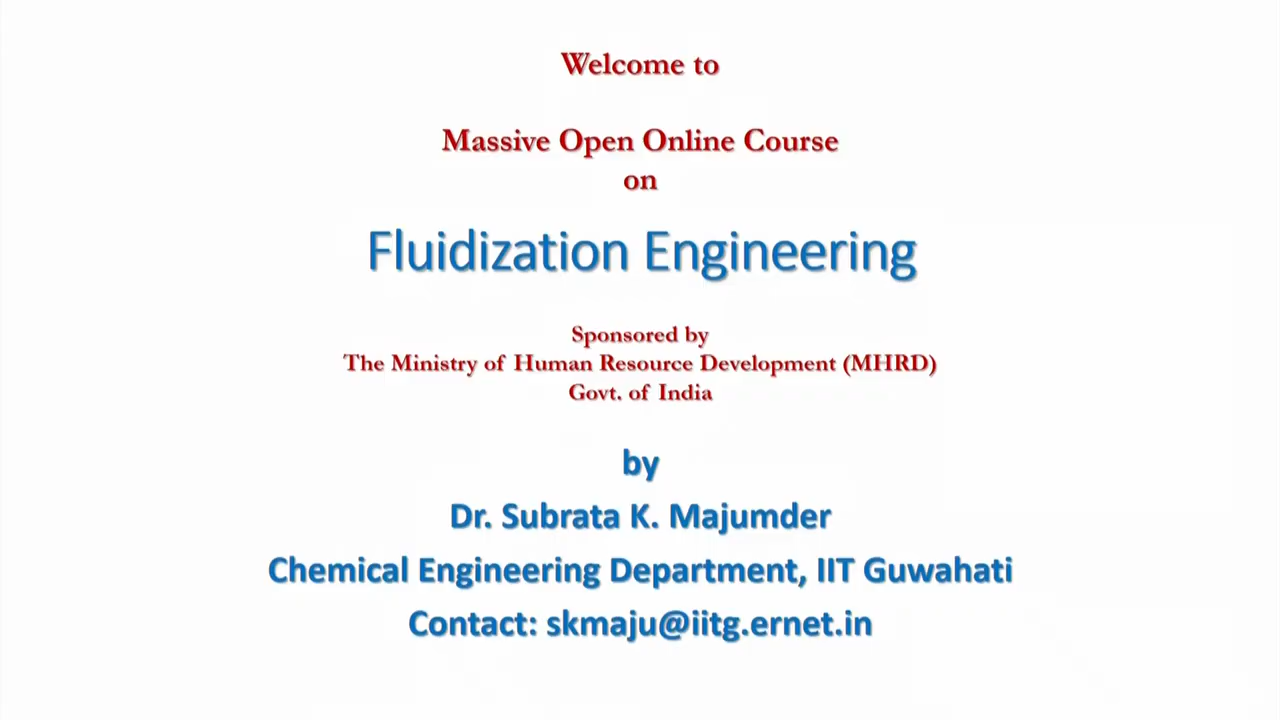 Welcome to
Massive Open Online Course
on
Fluidization Engineering
Sponsored by
The Ministry of Human Resource Development (MHRD)
Govt. of India
by
Dr. Subrata K. Majumder
Chemical Engineering Department, IIT Guwahati
Contact: skmaju@iitg.ernet.in